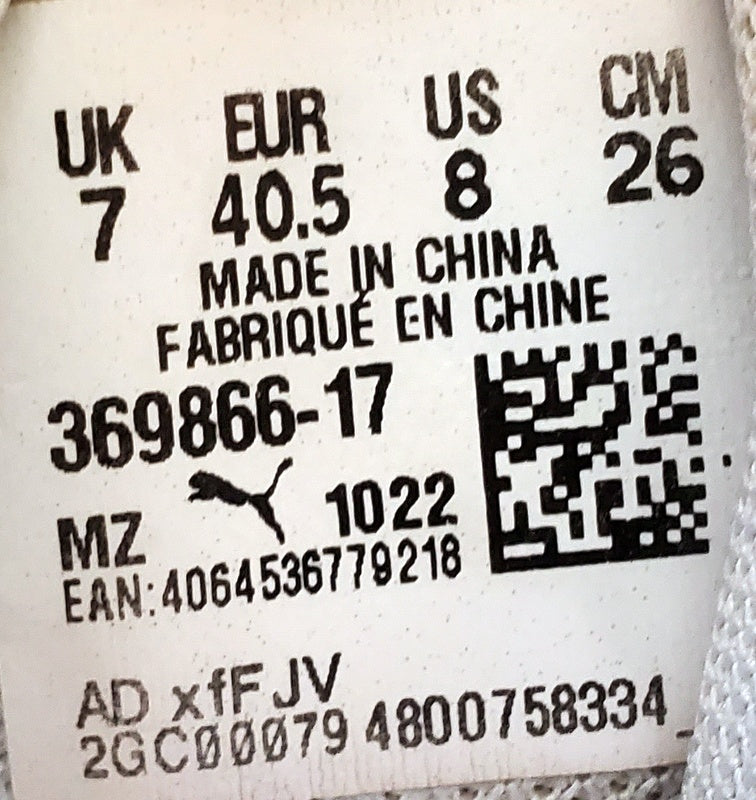 UK EUR US CM
7 40.5 8 26
MADE IN CHINA
FABRIQUÉ EN CHINE
369866-17
MZ 1022
EAN:4064536779218
AD xfFJV
2GC00079 4800758334_